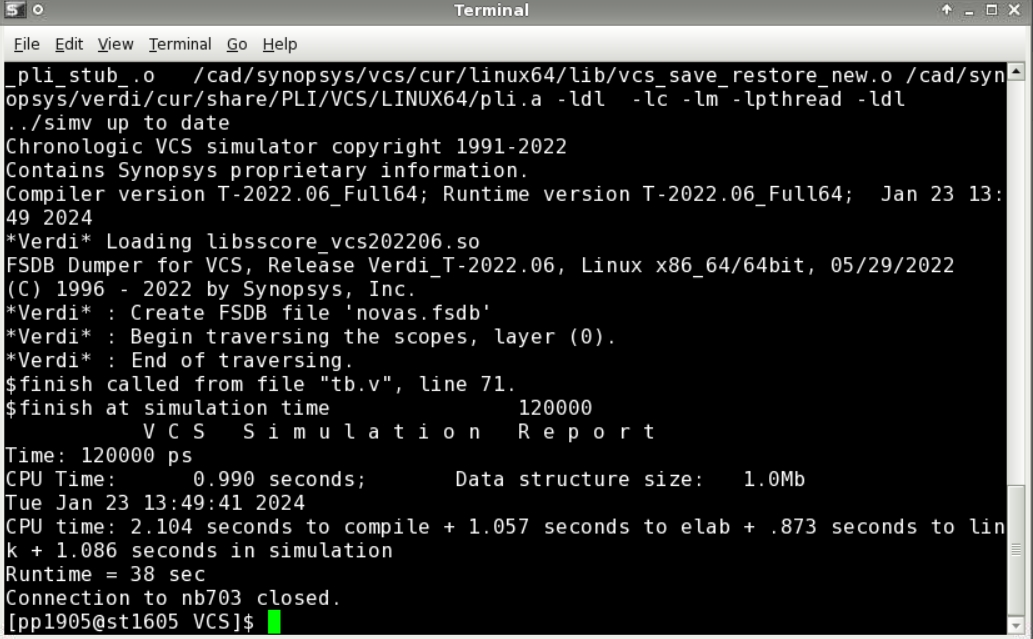 Terminal
File Edit View Terminal Go Help
_pli_stub_.o   /cad/synopsys/vcs/cur/linux64/lib/vcs_save_restore_new.o /cad/syn
opsys/verdi/cur/share/PLI/VCS/LINUX64/pli.a -ldl  -lc -lm -lpthread -ldl
../simv up to date
Chronologic VCS simulator copyright 1991-2022
Contains Synopsys proprietary information.
Compiler version T-2022.06_Full64; Runtime version T-2022.06_Full64;  Jan 23 13:
49 2024
*Verdi* Loading libsscore_vcs202206.so
FSDB Dumper for VCS, Release Verdi_T-2022.06, Linux x86_64/64bit, 05/29/2022
(C) 1996 - 2022 by Synopsys, Inc.
*Verdi* : Create FSDB file 'novas.fsdb'
*Verdi* : Begin traversing the scopes, layer (0).
*Verdi* : End of traversing.
$finish called from file "tb.v", line 71.
$finish at simulation time               120000
           V C S   S i m u l a t i o n   R e p o r t
Time: 120000 ps
CPU Time:      0.990 seconds;       Data structure size:   1.0Mb
Tue Jan 23 13:49:41 2024
CPU time: 2.104 seconds to compile + 1.057 seconds to elab + .873 seconds to lin
k + 1.086 seconds in simulation
Runtime = 38 sec
Connection to nb703 closed.
[pp1905@st1605 VCS]$